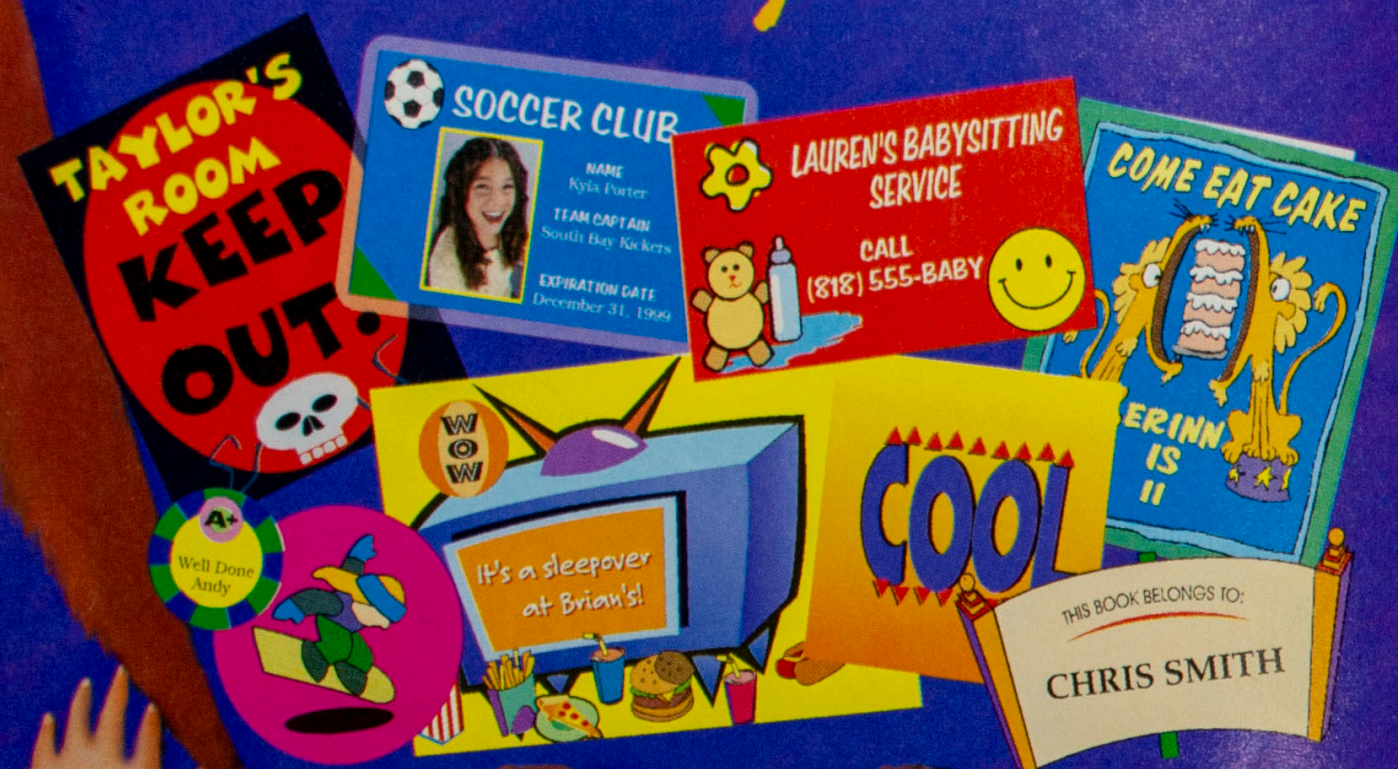 TAYLOR'S
ROOM
KEEP
OUT.
SOCCER CLUB
NAME
Kyla Porter
TEAM CAPTAIN
South Bay Kickers
EXPIRATION DATE
December 31, 1999
LAUREN'S BABYSITTING
SERVICE
CALL
(818) 555-BABY
COME EAT CAKE
ERINN
IS
11
WOW
It's a sleepover
at Brian's!
COOL
A+
Well Done
Andy
THIS BOOK BELONGS TO:
CHRIS SMITH